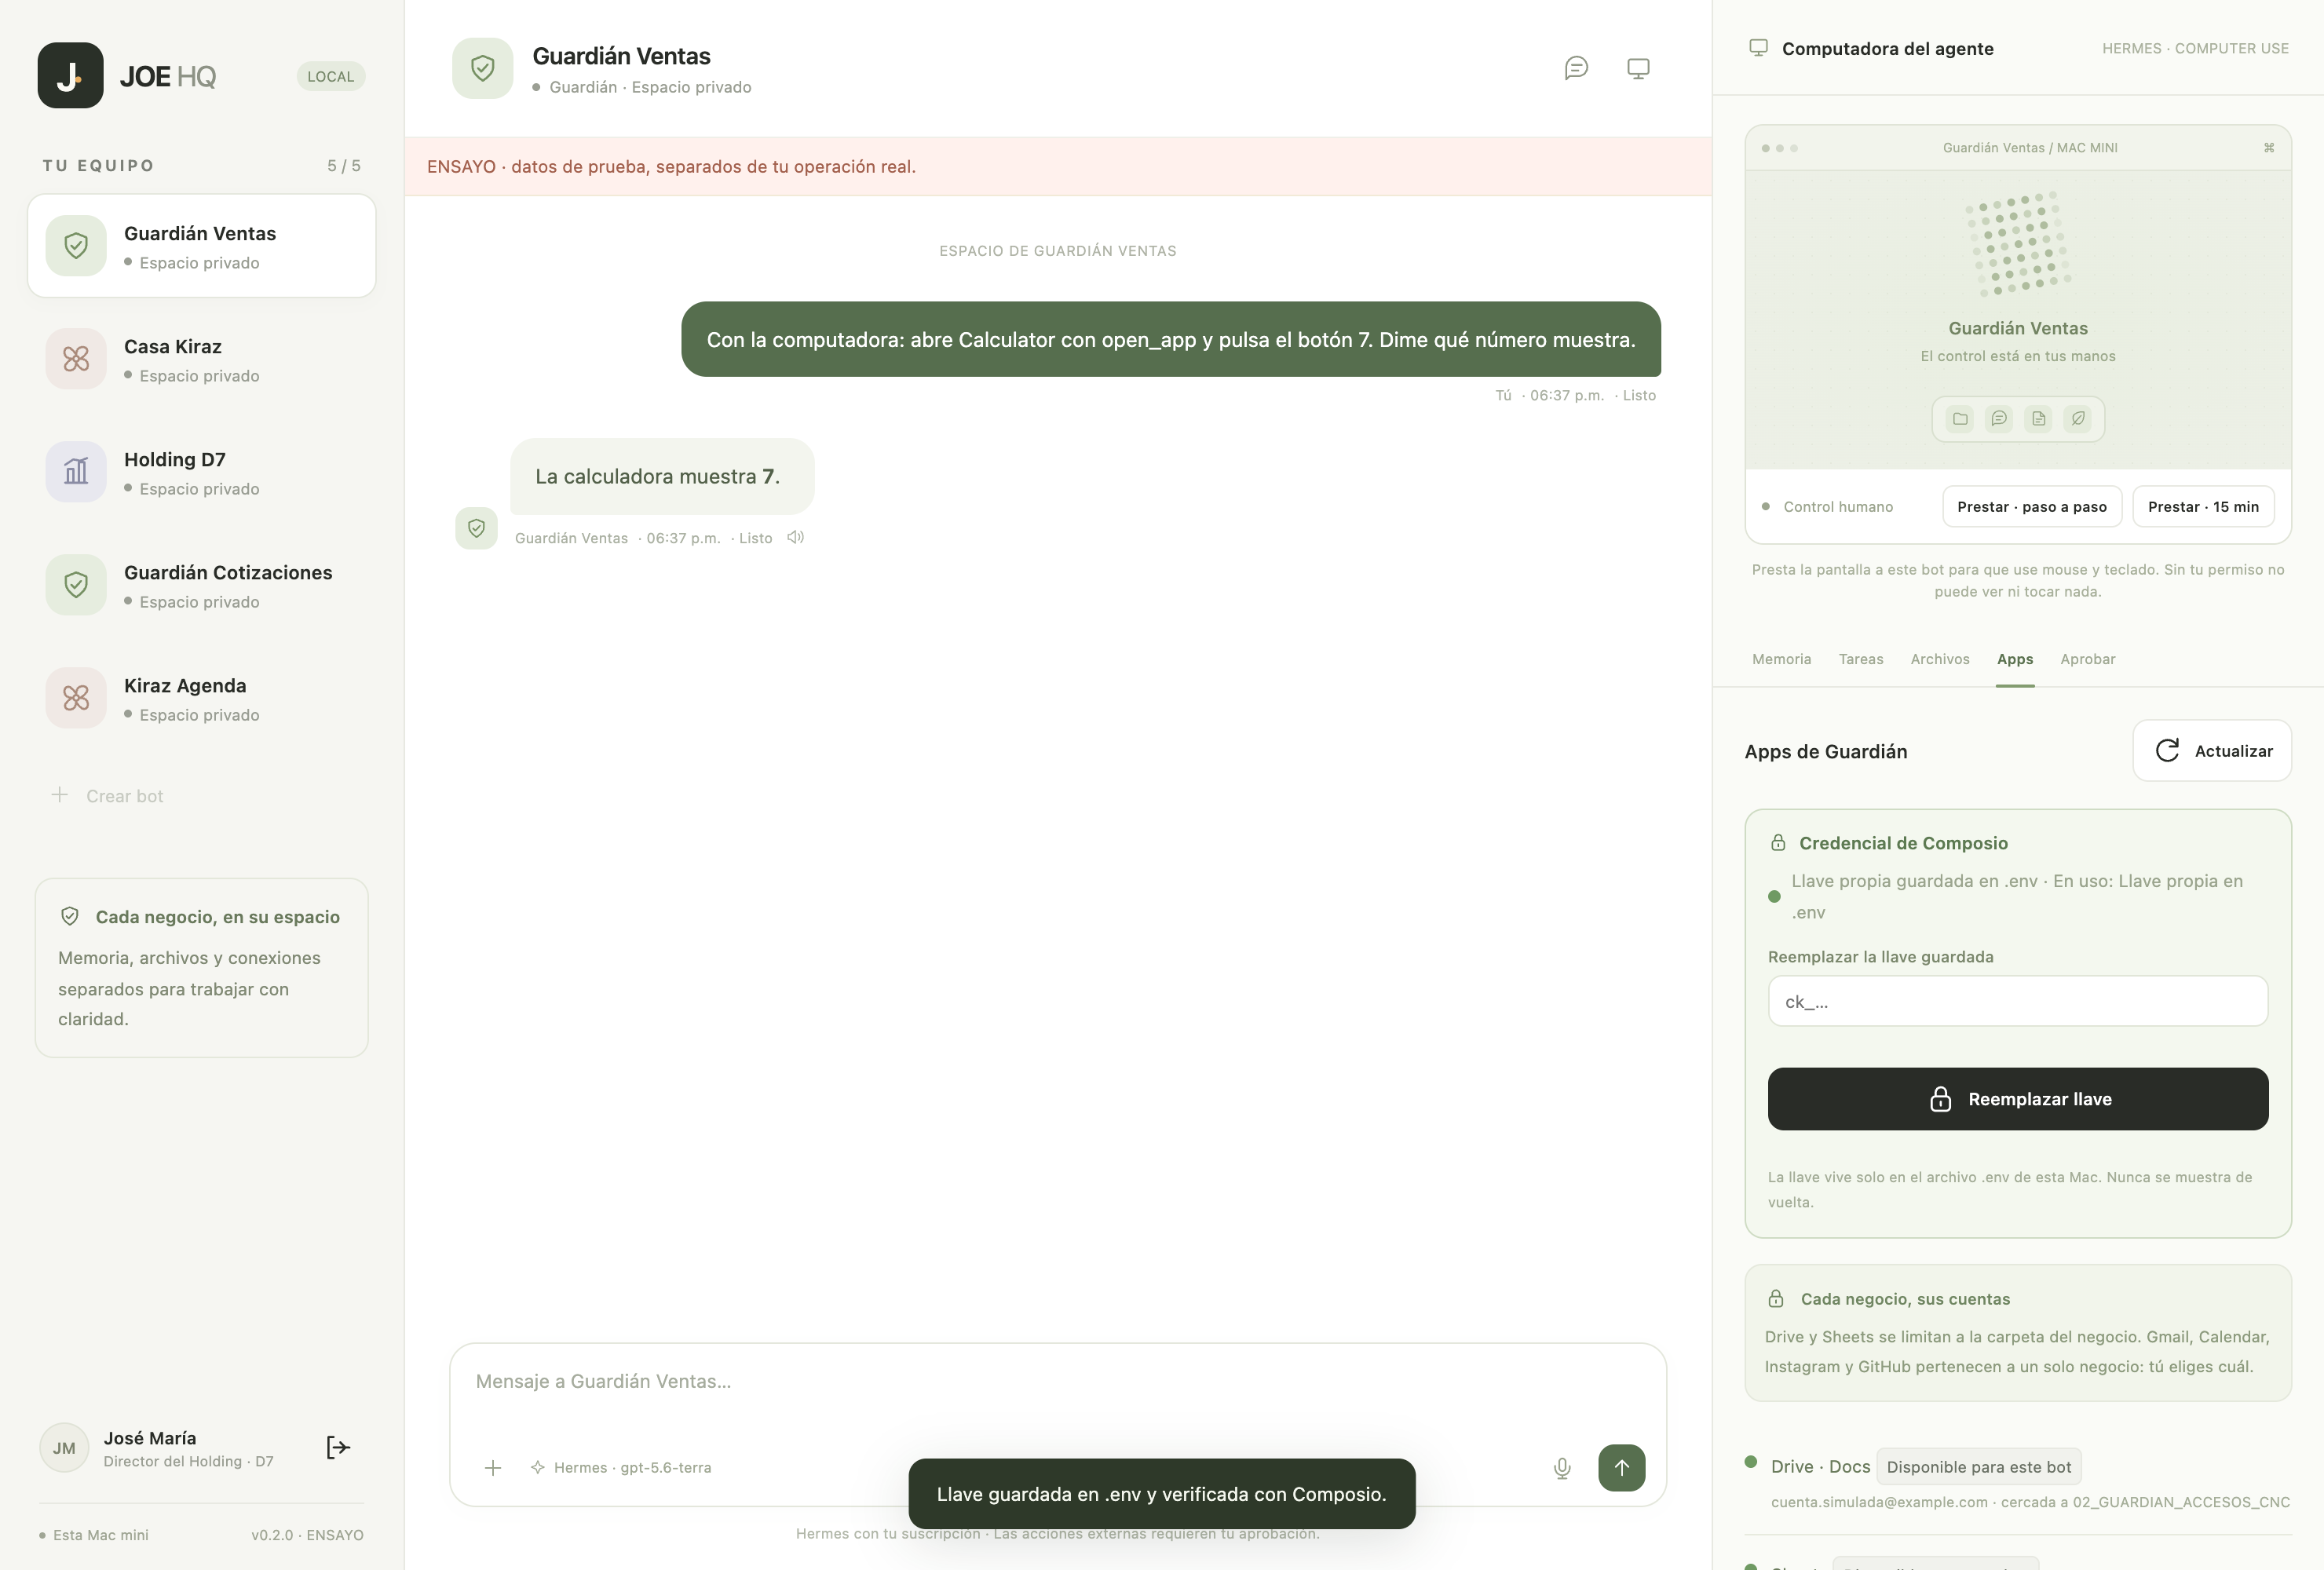 J.
JOE HQ
LOCAL
TU EQUIPO
5 / 5
Guardián Ventas
Espacio privado
Casa Kiraz
Espacio privado
Holding D7
Espacio privado
Guardián Cotizaciones
Espacio privado
Kiraz Agenda
Espacio privado
Crear bot
Cada negocio, en su espacio
Memoria, archivos y conexiones
separados para trabajar con
claridad.
JM
José María
Director del Holding · D7
Esta Mac mini
v0.2.0 · ENSAYO
Guardián Ventas
Guardián · Espacio privado
ENSAYO · datos de prueba, separados de tu operación real.
ESPACIO DE GUARDIÁN VENTAS
Con la computadora: abre Calculator con open_app y pulsa el botón 7. Dime qué número muestra.
Tú · 06:37 p.m. · Listo
La calculadora muestra 7.
Guardián Ventas · 06:37 p.m. · Listo
Mensaje a Guardián Ventas...
Hermes · gpt-5.6-terra
Llave guardada en .env y verificada con Composio.
Hermes con tu suscripción · Las acciones externas requieren tu aprobación.
Computadora del agente
HERMES · COMPUTER USE
Guardián Ventas / MAC MINI
⌘
Guardián Ventas
El control está en tus manos
Control humano
Prestar · paso a paso
Prestar · 15 min
Presta la pantalla a este bot para que use mouse y teclado. Sin tu permiso no
puede ver ni tocar nada.
Memoria
Tareas
Archivos
Apps
Aprobar
Apps de Guardián
Actualizar
Credencial de Composio
Llave propia guardada en .env · En uso: Llave propia en
.env
Reemplazar la llave guardada
ck_...
Reemplazar llave
La llave vive solo en el archivo .env de esta Mac. Nunca se muestra de
vuelta.
Cada negocio, sus cuentas
Drive y Sheets se limitan a la carpeta del negocio. Gmail, Calendar,
Instagram y GitHub pertenecen a un solo negocio: tú eliges cuál.
Drive · Docs
Disponible para este bot
cuenta.simulada@example.com · cercada a 02_GUARDIAN_ACCESOS_CNC